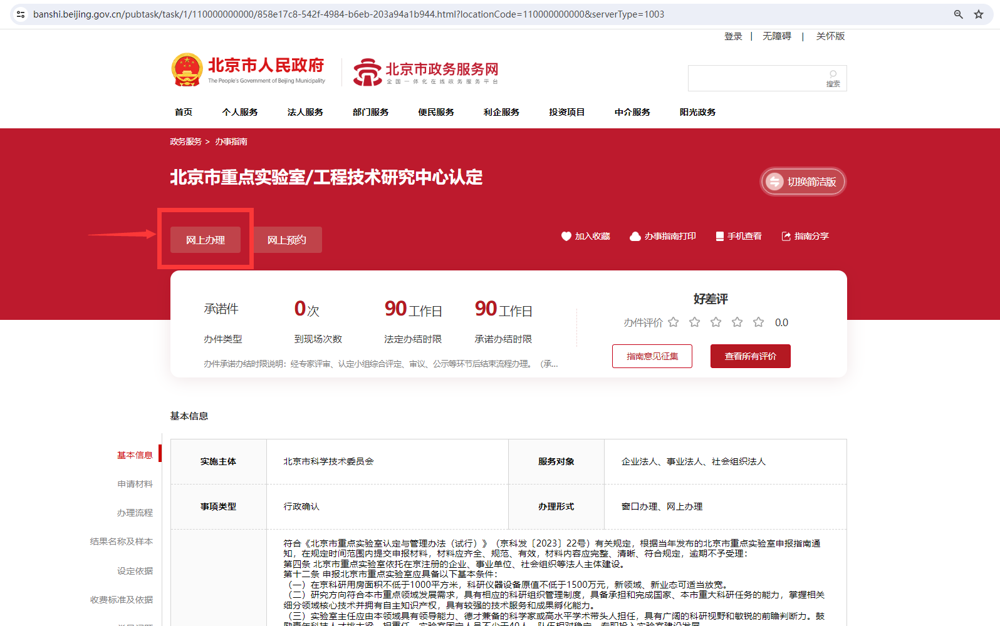 banshi.beijing.gov.cn/pubtask/task/1/110000000000/858e17c8-542f-4984-b6eb-203a94a1b944.html?locationCode=110000000000&serverType=1003
登录 | 无障碍 | 关怀版
北京市人民政府
The People's Government of Beijing Municipality
北京市政务服务网
全国一体化在线政务服务平台
搜索
首页 个人服务 法人服务 部门服务 便民服务 利企服务 投资项目 中介服务 阳光政务
政务服务 > 办事指南
北京市重点实验室/工程技术研究中心认定
切换简洁版
网上办理 网上预约
加入收藏 办事指南打印 手机查看 指南分享
承诺件 0次 90工作日 90工作日
办件类型 到现场次数 法定办结时限 承诺办结时限
办件承诺办结时限说明：经专家评审、认定小组综合评定、审议、公示等环节后结束流程办理。（承...
好差评
办件评价 0.0
指南意见征集 查看所有评价
基本信息
基本信息
申请材料
办理流程
结果名称及样本
设定依据
收费标准及依据
实施主体 北京市科学技术委员会 服务对象 企业法人、事业法人、社会组织法人
事项类型 行政确认 办理形式 窗口办理、网上办理
符合《北京市重点实验室认定与管理办法（试行）》（京科发〔2023〕22号）有关规定，根据当年发布的北京市重点实验室申报指南通
知，在规定时间范围内提交申报材料，材料应齐全、规范、有效，材料内容应完整、清晰、符合规定，逾期不予受理：
第四条 北京市重点实验室依托在京注册的企业、事业单位、社会组织等法人主体建设。
第十二条 申报北京市重点实验室应具备以下基本条件：
（一）在京科研用房面积不低于1000平方米，科研仪器设备原值不低于1500万元，新领域、新业态可适当放宽。
（二）研究方向符合本市重点领域发展需求，具有相应的科研组织管理制度，具备承担和完成国家、本市重大科研任务的能力，掌握相关
细分领域核心技术并拥有自主知识产权，具有较强的技术服务和成果孵化能力。
（三）实验室主任应由本领域具有领导能力、德才兼备的科学家或高水平学术带头人担任，具有广阔的科研视野和敏锐的前瞻判断力。鼓